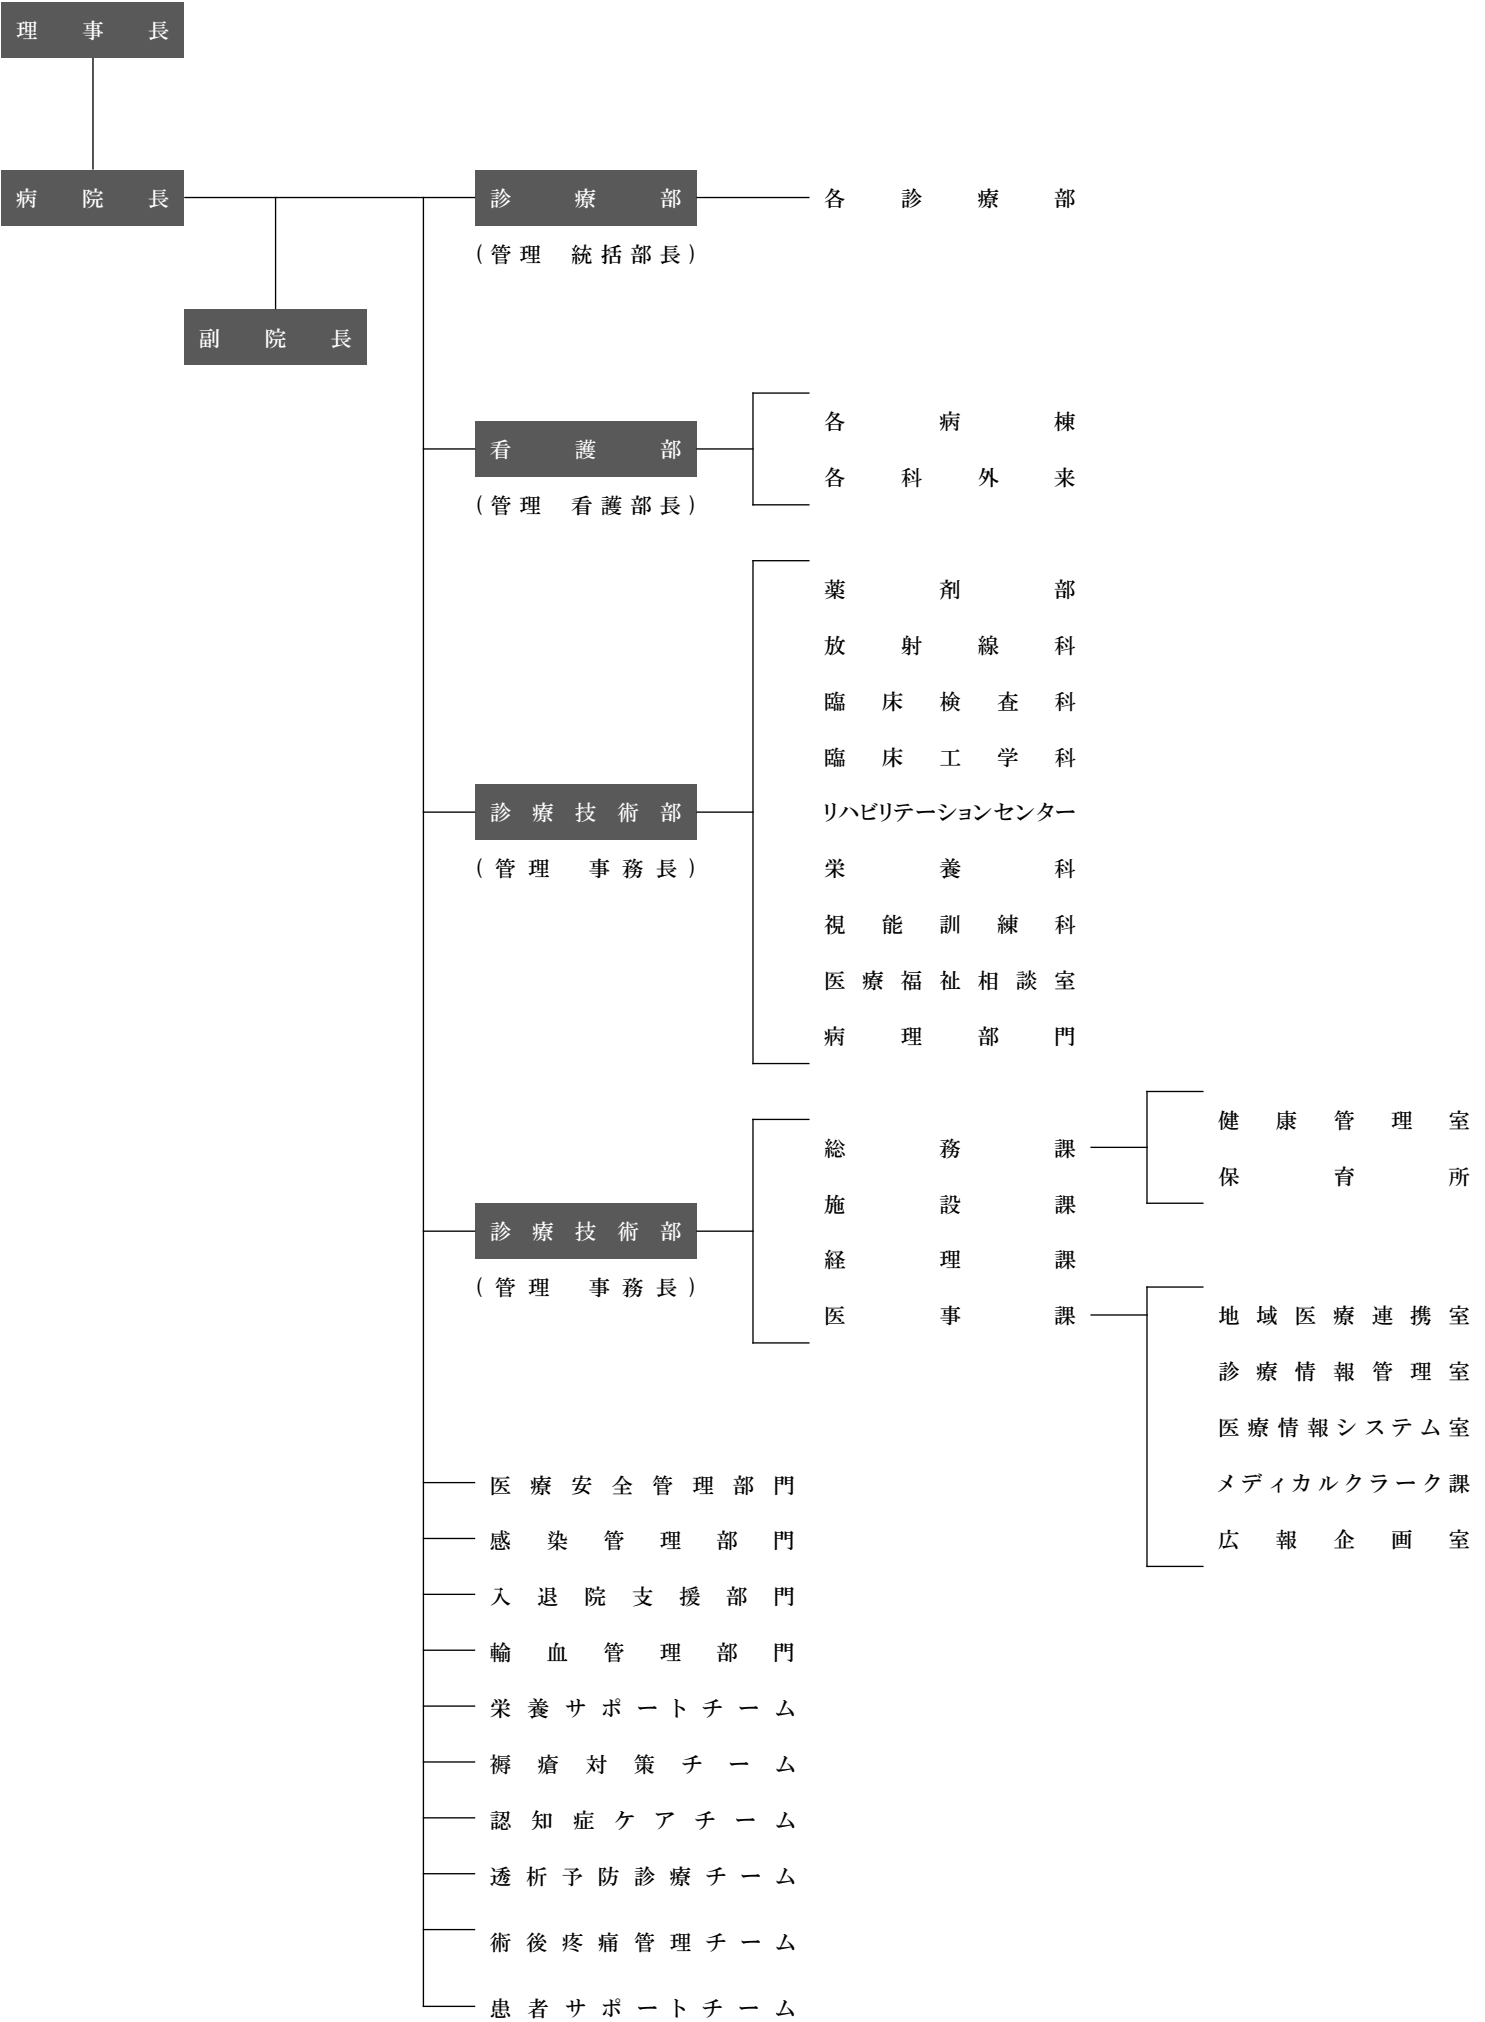 理事長
病院長
副院長
診療部
(管理 統括部長)
各診療部
看護部
(管理 看護部長)
各病棟
各科外来
診療技術部
(管理 事務長)
薬剤部
放射線科
臨床検査科
臨床工学科
リハビリテーションセンター
栄養科
視能訓練科
医療福祉相談室
病理部門
診療技術部
(管理 事務長)
総務課
健康管理室
保育所
施設課
経理課
医事課
地域医療連携室
診療情報管理室
医療情報システム室
メディカルクラーク課
広報企画室
医療安全管理部門
感染管理部門
入退院支援部門
輸血管理部門
栄養サポートチーム
褥瘡対策チーム
認知症ケアチーム
透析予防診療チーム
術後疼痛管理チーム
患者サポートチーム